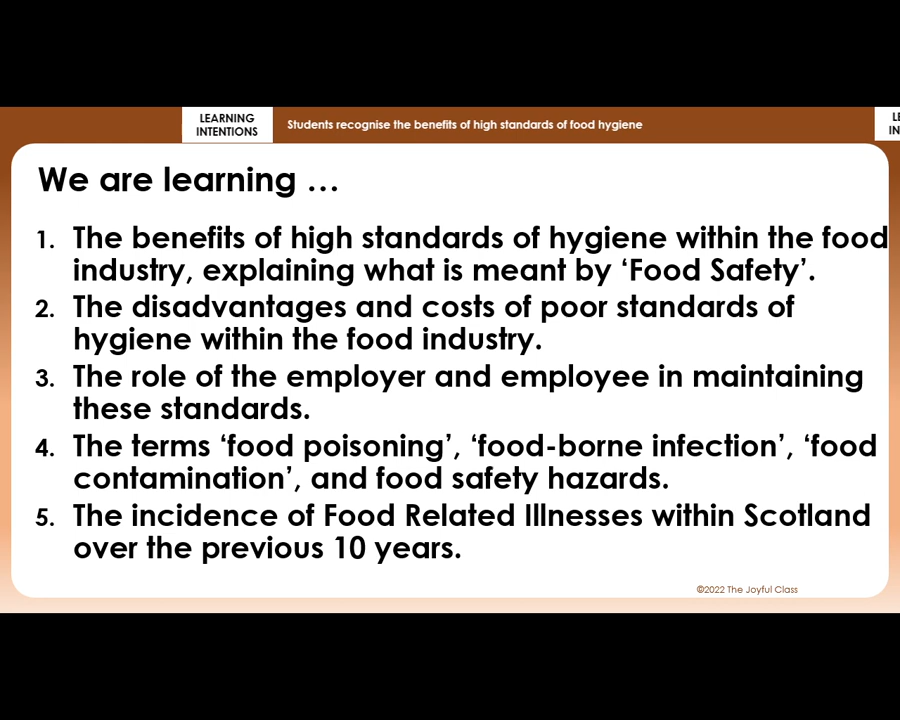 LEARNING
INTENTIONS
Students recognise the benefits of high standards of food hygiene
We are learning …
1. The benefits of high standards of hygiene within the food
industry, explaining what is meant by ‘Food Safety’.
2. The disadvantages and costs of poor standards of
hygiene within the food industry.
3. The role of the employer and employee in maintaining
these standards.
4. The terms ‘food poisoning’, ‘food-borne infection’, ‘food
contamination’, and food safety hazards.
5. The incidence of Food Related Illnesses within Scotland
over the previous 10 years.
©2022 The Joyful Class